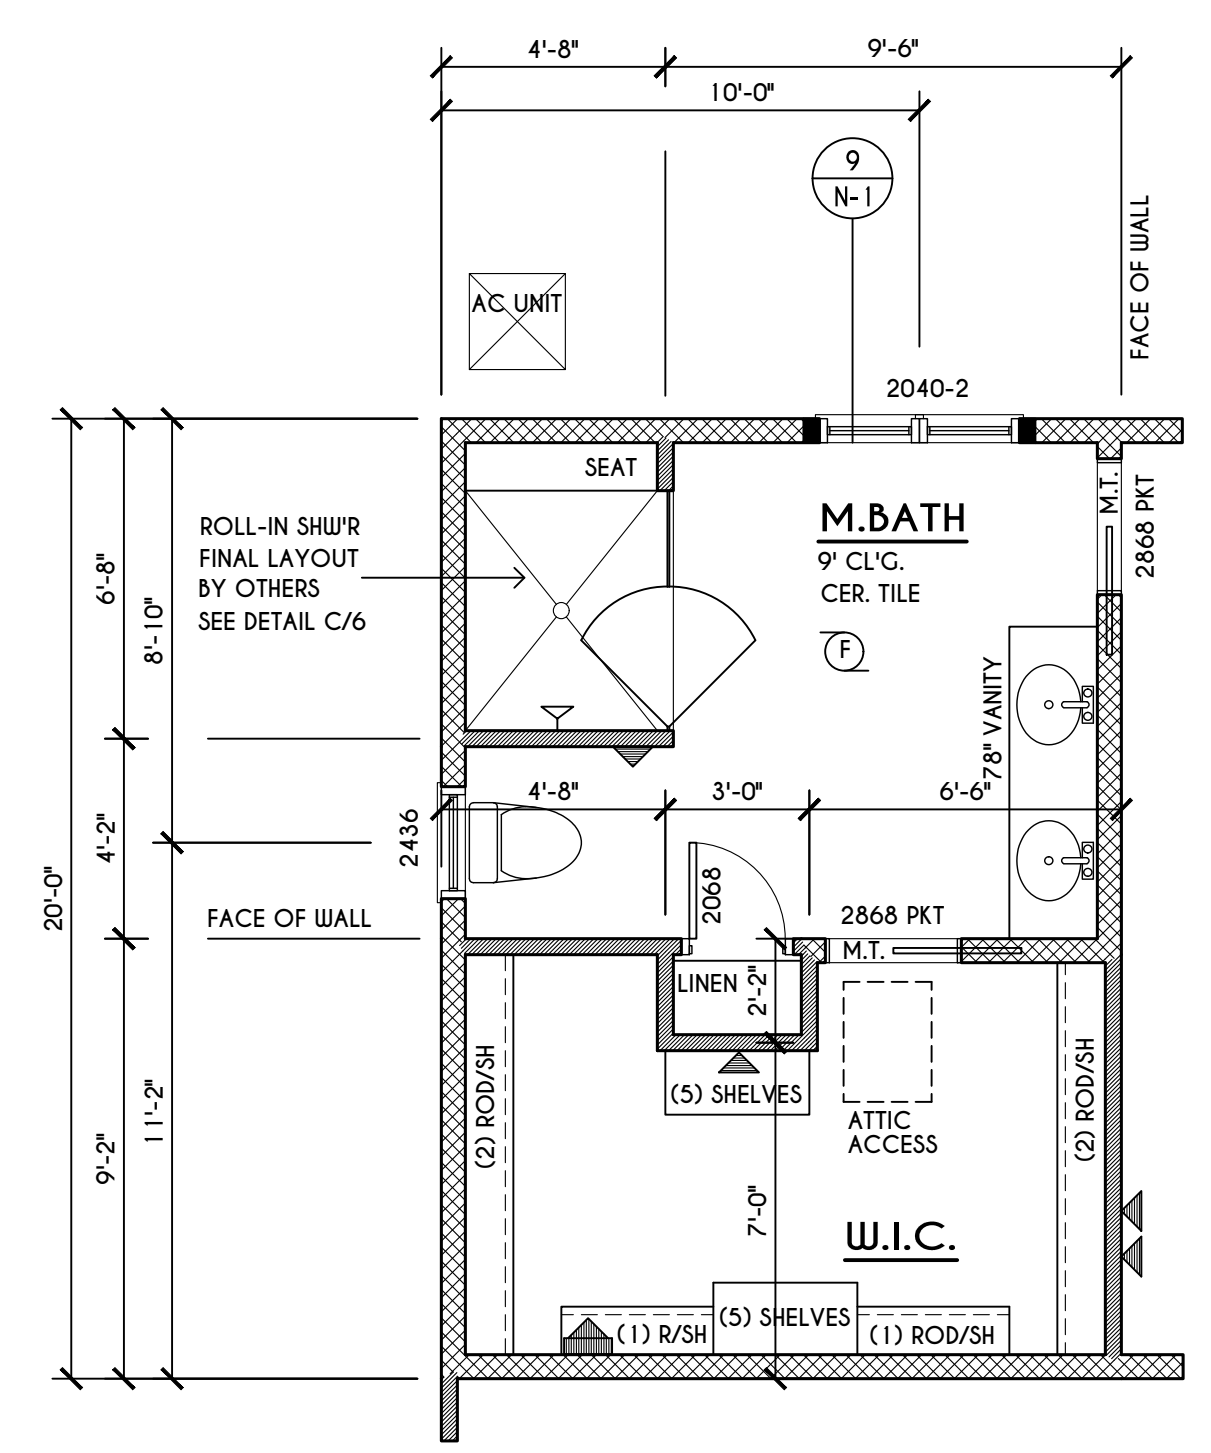 4'-8"
9'-6"
10'-0"
9
N-1
FACE OF WALL
AC UNIT
2040-2
SEAT
M.T.
2868 PKT
M.BATH
9' CL'G.
CER. TILE
F
ROLL-IN SHW'R
FINAL LAYOUT
BY OTHERS
SEE DETAIL C/6
6'-8"
8'-10"
78" VANITY
4'-8"
3'-0"
6'-6"
2436
4'-2"
20'-0"
2068
FACE OF WALL
2868 PKT
M.T.
LINEN
2'-2"
(5) SHELVES
(2) ROD/SH
(2) ROD/SH
ATTIC
ACCESS
9'-2"
11'-2"
7'-0"
W.I.C.
(1) R/SH
(5) SHELVES
(1) ROD/SH